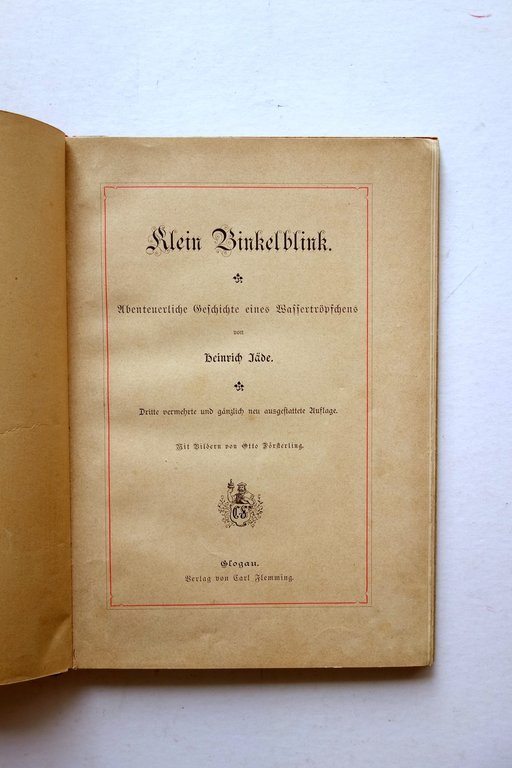 Klein Binkelblink.
Abenteuerliche Geschichte eines Wassertröpfchens
von
Heinrich Jäde.
Dritte vermehrte und gänzlich neu ausgestattete Auflage.
Mit Bildern von Otto Försterling.
CF
Glogau.
Verlag von Carl Flemming.